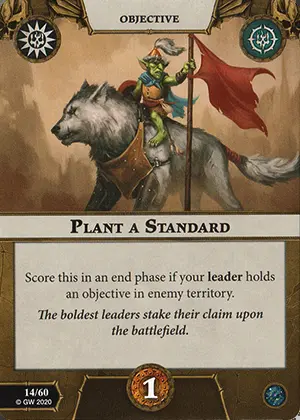 OBJECTIVE
PLANT A STANDARD
Score this in an end phase if your leader holds
an objective in enemy territory.
The boldest leaders stake their claim upon
the battlefield.
14/60
© GW 2020
1